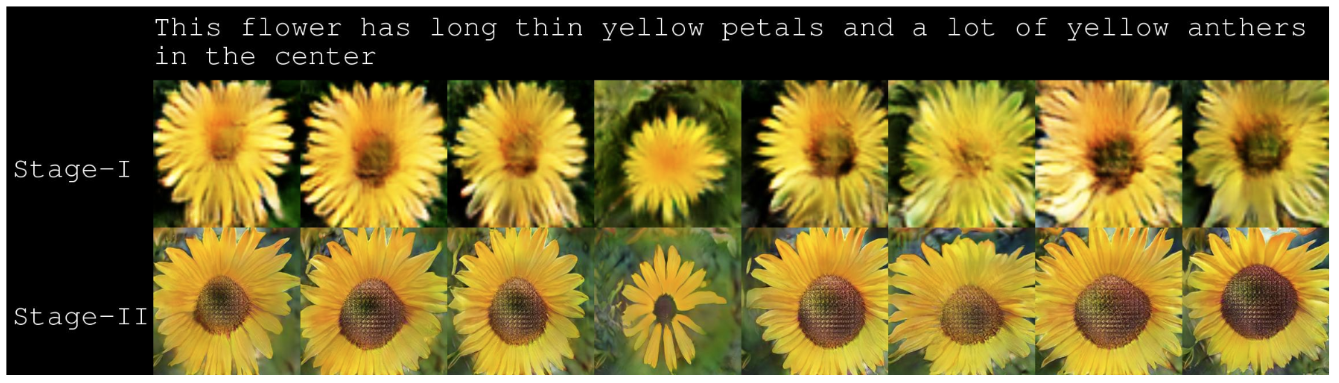 This flower has long thin yellow petals and a lot of yellow anthers
in the center
Stage-I
Stage-II